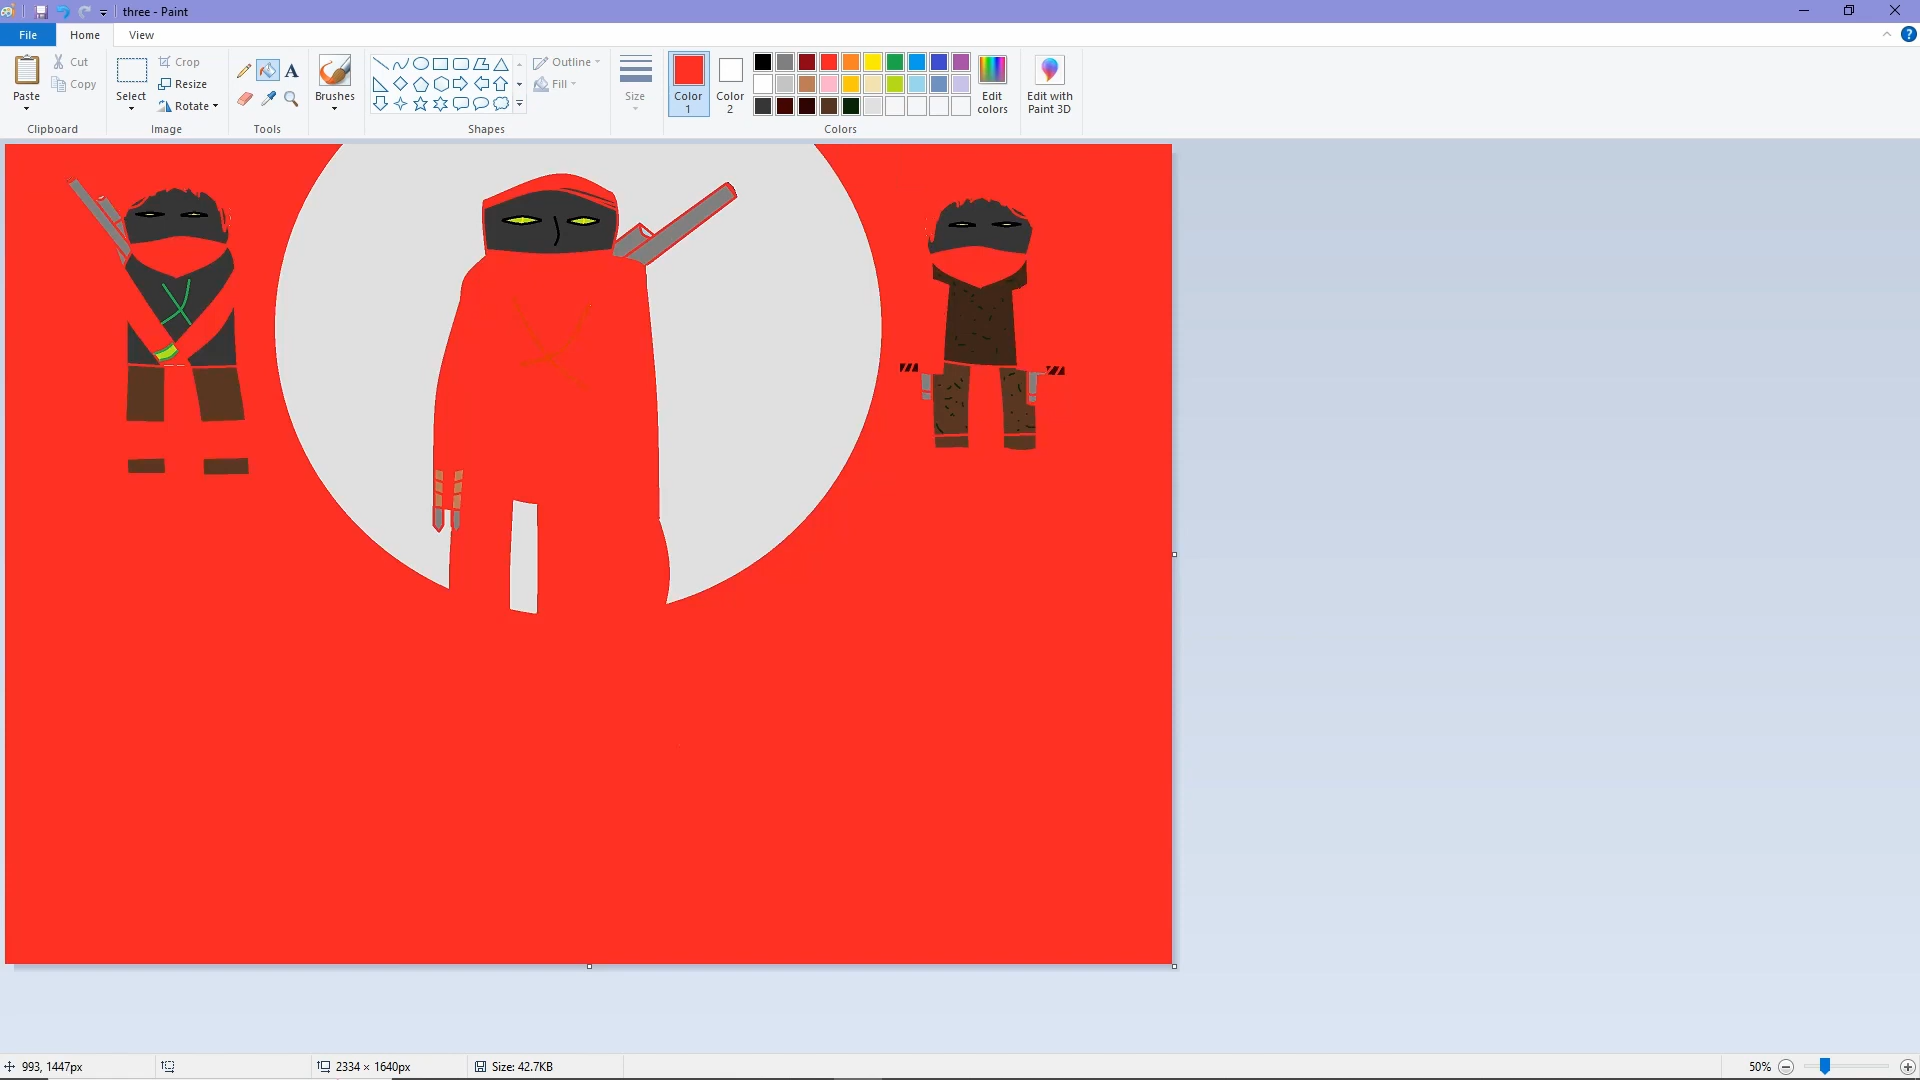 three - Paint
File Home View
Paste
Cut
Copy
Clipboard
Select
Crop
Resize
Rotate
Image
A
Tools
Brushes
Outline
Fill
Shapes
Size
Color 1
Color 2
Edit colors
Colors
Edit with Paint 3D
?
993, 1447px
2334 × 1640px
Size: 42.7KB
50%